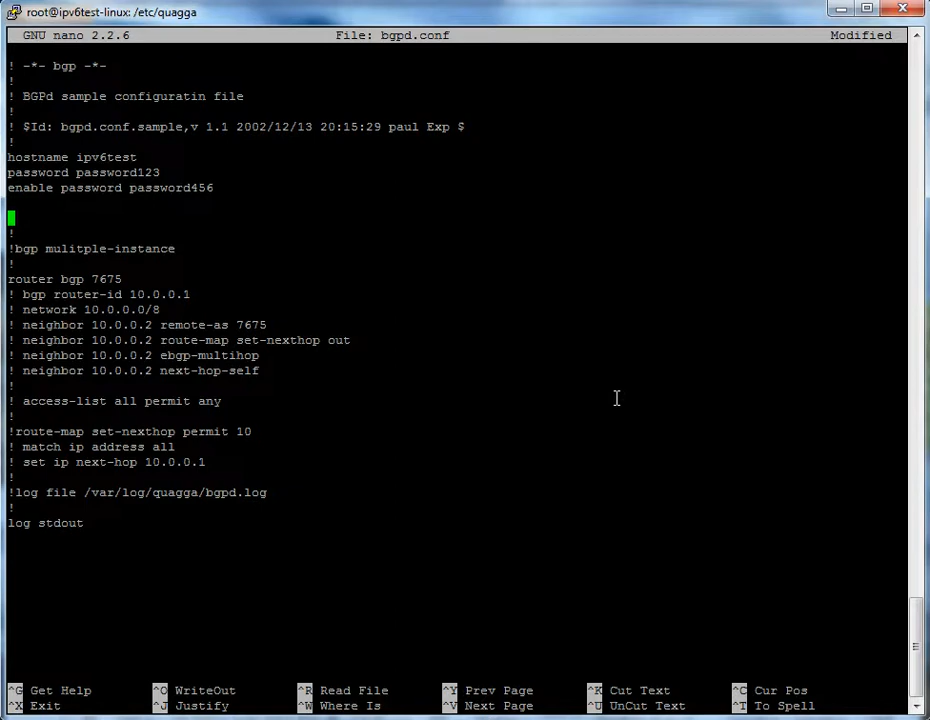 root@ipv6test-linux: /etc/quagga
GNU nano 2.2.6 File: bgpd.conf Modified
! -*- bgp -*-
!
! BGPd sample configuratin file
!
! $Id: bgpd.conf.sample,v 1.1 2002/12/13 20:15:29 paul Exp $
!
hostname ipv6test
password password123
enable password password456
!
!bgp mulitple-instance
!
router bgp 7675
! bgp router-id 10.0.0.1
! network 10.0.0.0/8
! neighbor 10.0.0.2 remote-as 7675
! neighbor 10.0.0.2 route-map set-nexthop out
! neighbor 10.0.0.2 ebgp-multihop
! neighbor 10.0.0.2 next-hop-self
!
! access-list all permit any
!
!route-map set-nexthop permit 10
! match ip address all
! set ip next-hop 10.0.0.1
!
!log file /var/log/quagga/bgpd.log
!
log stdout
^G Get Help ^O WriteOut ^R Read File ^Y Prev Page ^K Cut Text ^C Cur Pos
^X Exit ^J Justify ^W Where Is ^V Next Page ^U UnCut Text ^T To Spell